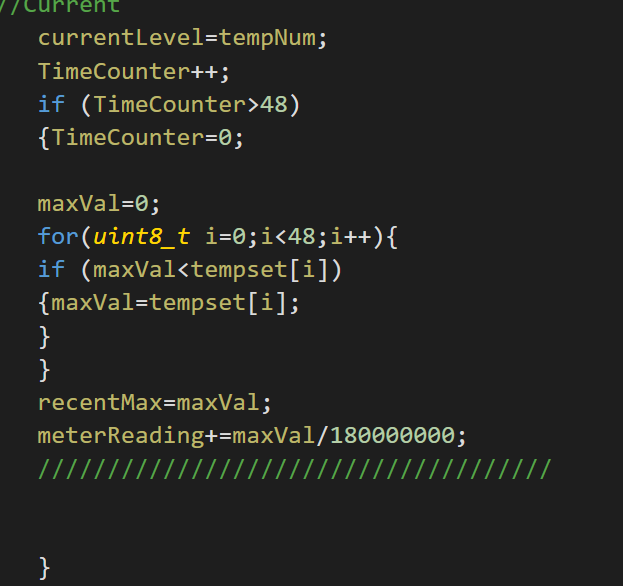 //Current
currentLevel=tempNum;
TimeCounter++;
if (TimeCounter>48)
{TimeCounter=0;
maxVal=0;
for(uint8_t i=0;i<48;i++){
if (maxVal<tempset[i])
{maxVal=tempset[i];
}
}
recentMax=maxVal;
meterReading+=maxVal/180000000;
/////////////////////////////////////
}